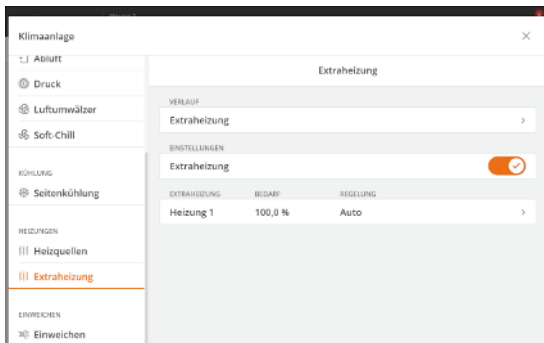 Klimaanlage
Abluft
Druck
Luftumwälzer
Soft-Chill
KÜHLUNG
Seitenkühlung
HEIZUNGEN
Heizquellen
Extraheizung
EINWEICHEN
Einweichen
Extraheizung
VERLAUF
Extraheizung
EINSTELLUNGEN
Extraheizung
EXTRAHEIZUNG BEDARF REGELUNG
Heizung 1 100,0 % Auto